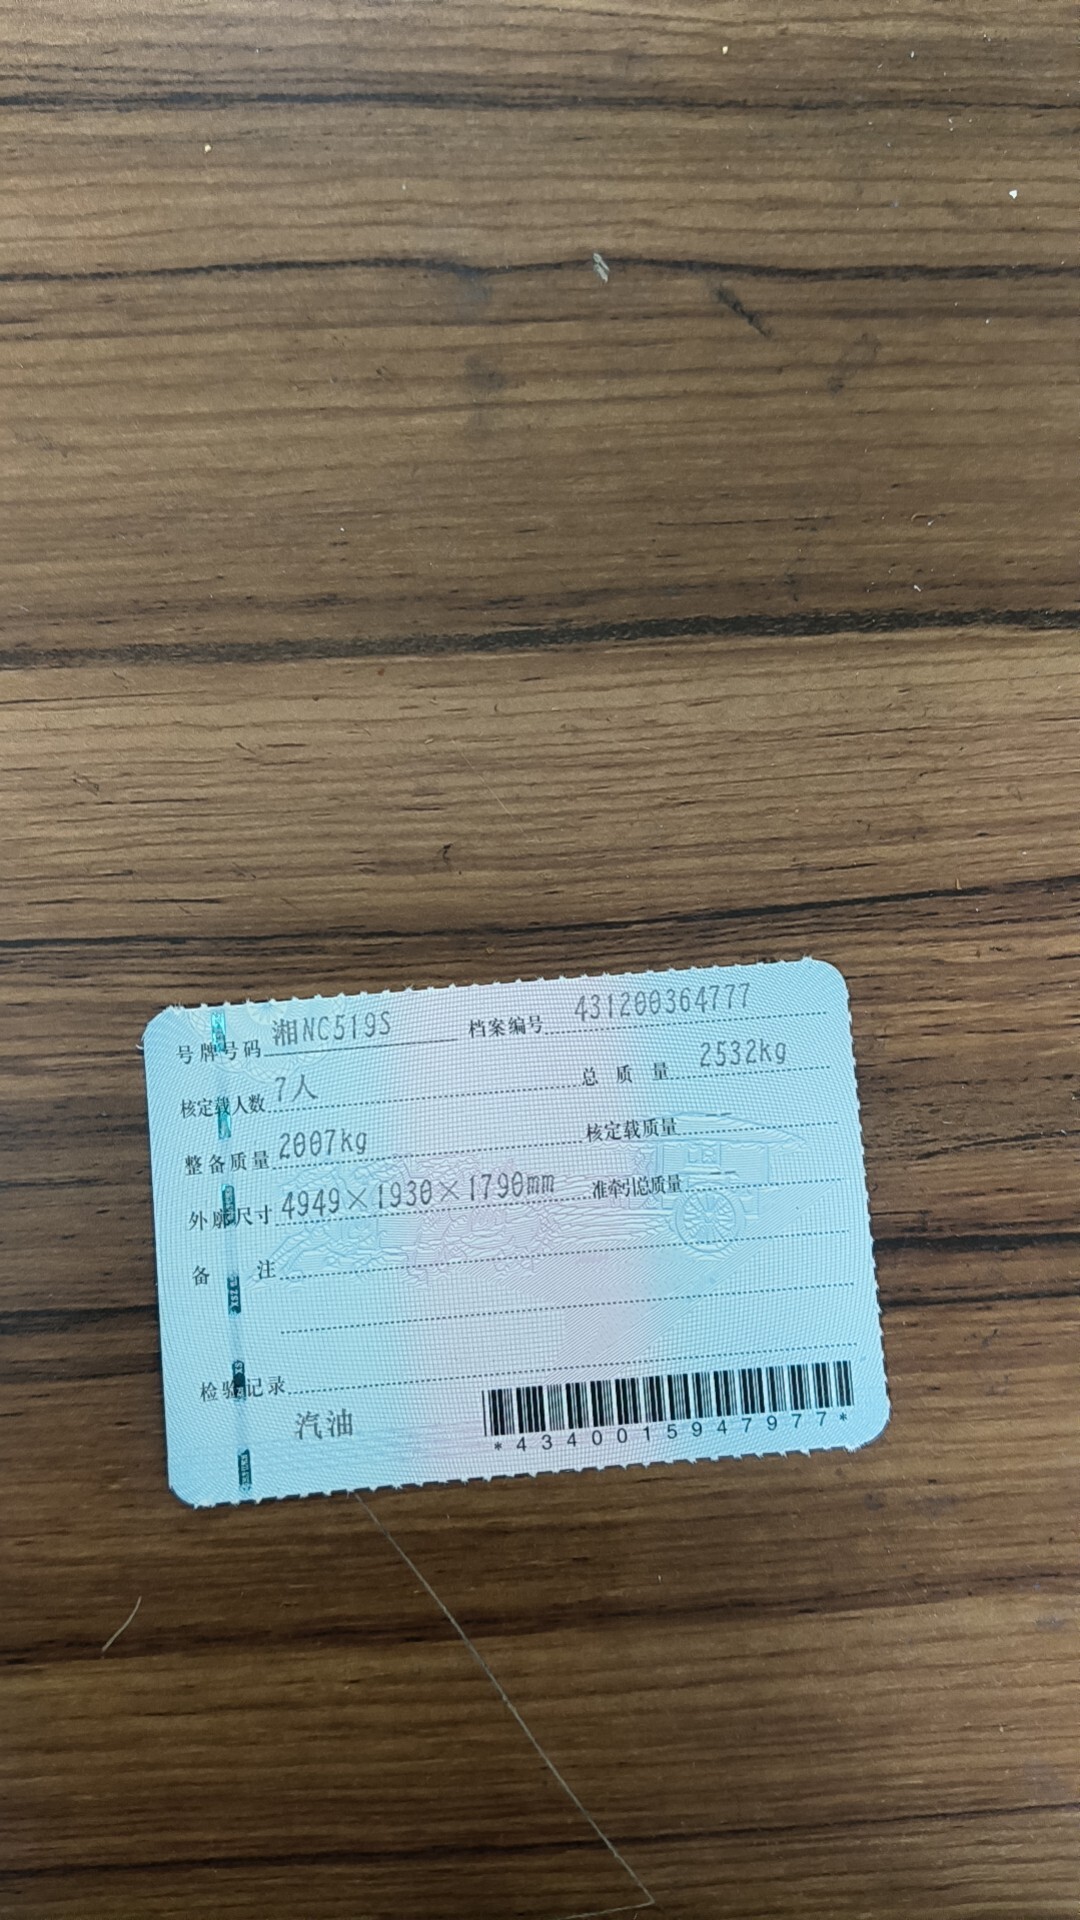 号牌号码 湘NC519S 档案编号 431200364777
核定载人数 7人 总质量 2532kg
整备质量 2007kg 核定载质量 --
外廓尺寸 4949×1930×1790mm 准牵引总质量
备注
检验记录
汽油
*4340015947977*